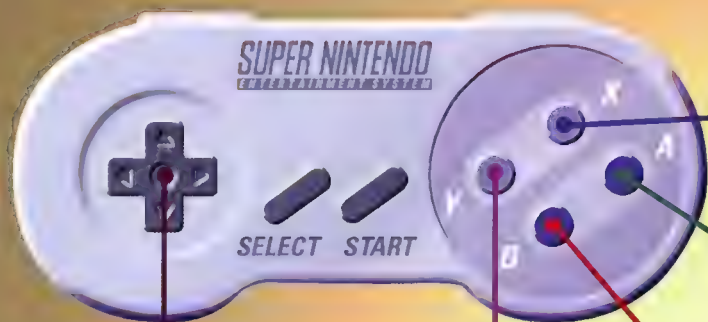 SUPER NINTENDO
ENTERTAINMENT SYSTEM
X
A
Y
B
SELECT START